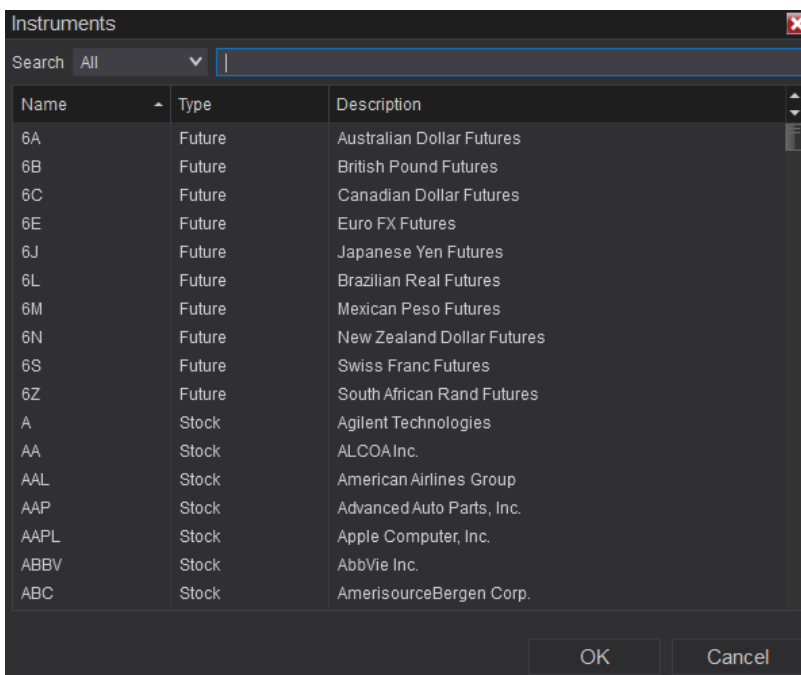 Instruments
Search All
Name Type Description
6A Future Australian Dollar Futures
6B Future British Pound Futures
6C Future Canadian Dollar Futures
6E Future Euro FX Futures
6J Future Japanese Yen Futures
6L Future Brazilian Real Futures
6M Future Mexican Peso Futures
6N Future New Zealand Dollar Futures
6S Future Swiss Franc Futures
6Z Future South African Rand Futures
A Stock Agilent Technologies
AA Stock ALCOA Inc.
AAL Stock American Airlines Group
AAP Stock Advanced Auto Parts, Inc.
AAPL Stock Apple Computer, Inc.
ABBV Stock AbbVie Inc.
ABC Stock AmerisourceBergen Corp.
OK Cancel